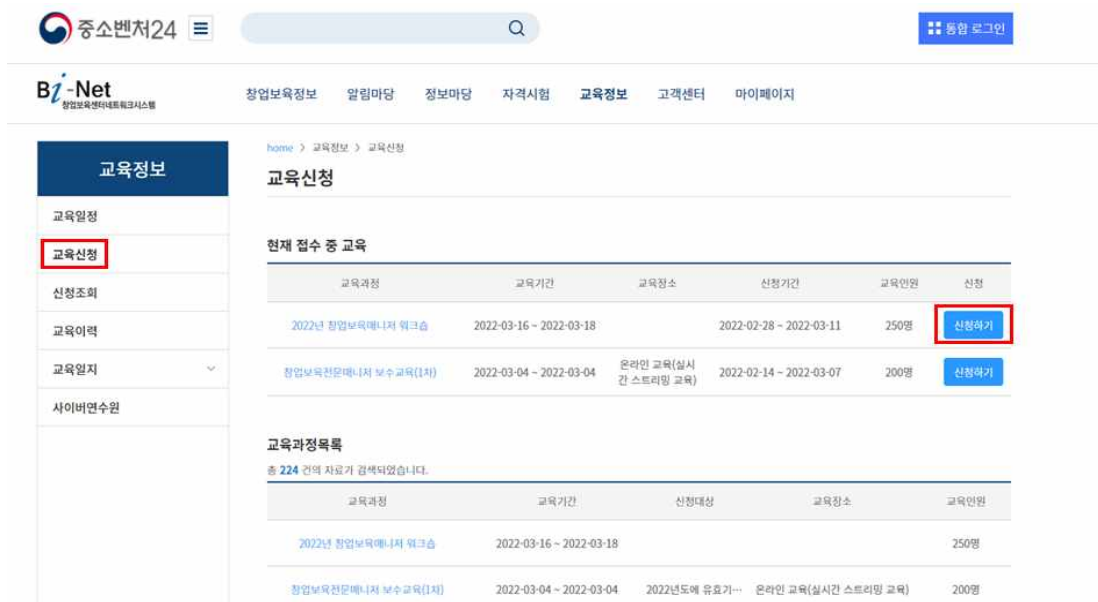 중소벤처24
통합 로그인
Bi-Net
창업보육센터네트워크시스템
창업보육정보 알림마당 정보마당 자격시험 교육정보 고객센터 마이페이지
교육정보
교육일정
교육신청
신청조회
교육이력
교육일지
사이버연수원
home > 교육정보 > 교육신청
교육신청
현재 접수 중 교육
교육과정 교육기간 교육장소 신청기간 교육인원 신청
2022년 창업보육매니저 워크숍 2022-03-16 ~ 2022-03-18 2022-02-28 ~ 2022-03-11 250명 신청하기
창업보육전문매니저 보수교육(1차) 2022-03-04 ~ 2022-03-04 온라인 교육(실시
간 스트리밍 교육) 2022-02-14 ~ 2022-03-07 200명 신청하기
교육과정목록
총 224 건의 자료가 검색되었습니다.
교육과정 교육기간 신청대상 교육장소 교육인원
2022년 창업보육매니저 워크숍 2022-03-16 ~ 2022-03-18 250명
창업보육전문매니저 보수교육(1차) 2022-03-04 ~ 2022-03-04 2022년도에 유효기… 온라인 교육(실시간 스트리밍 교육) 200명